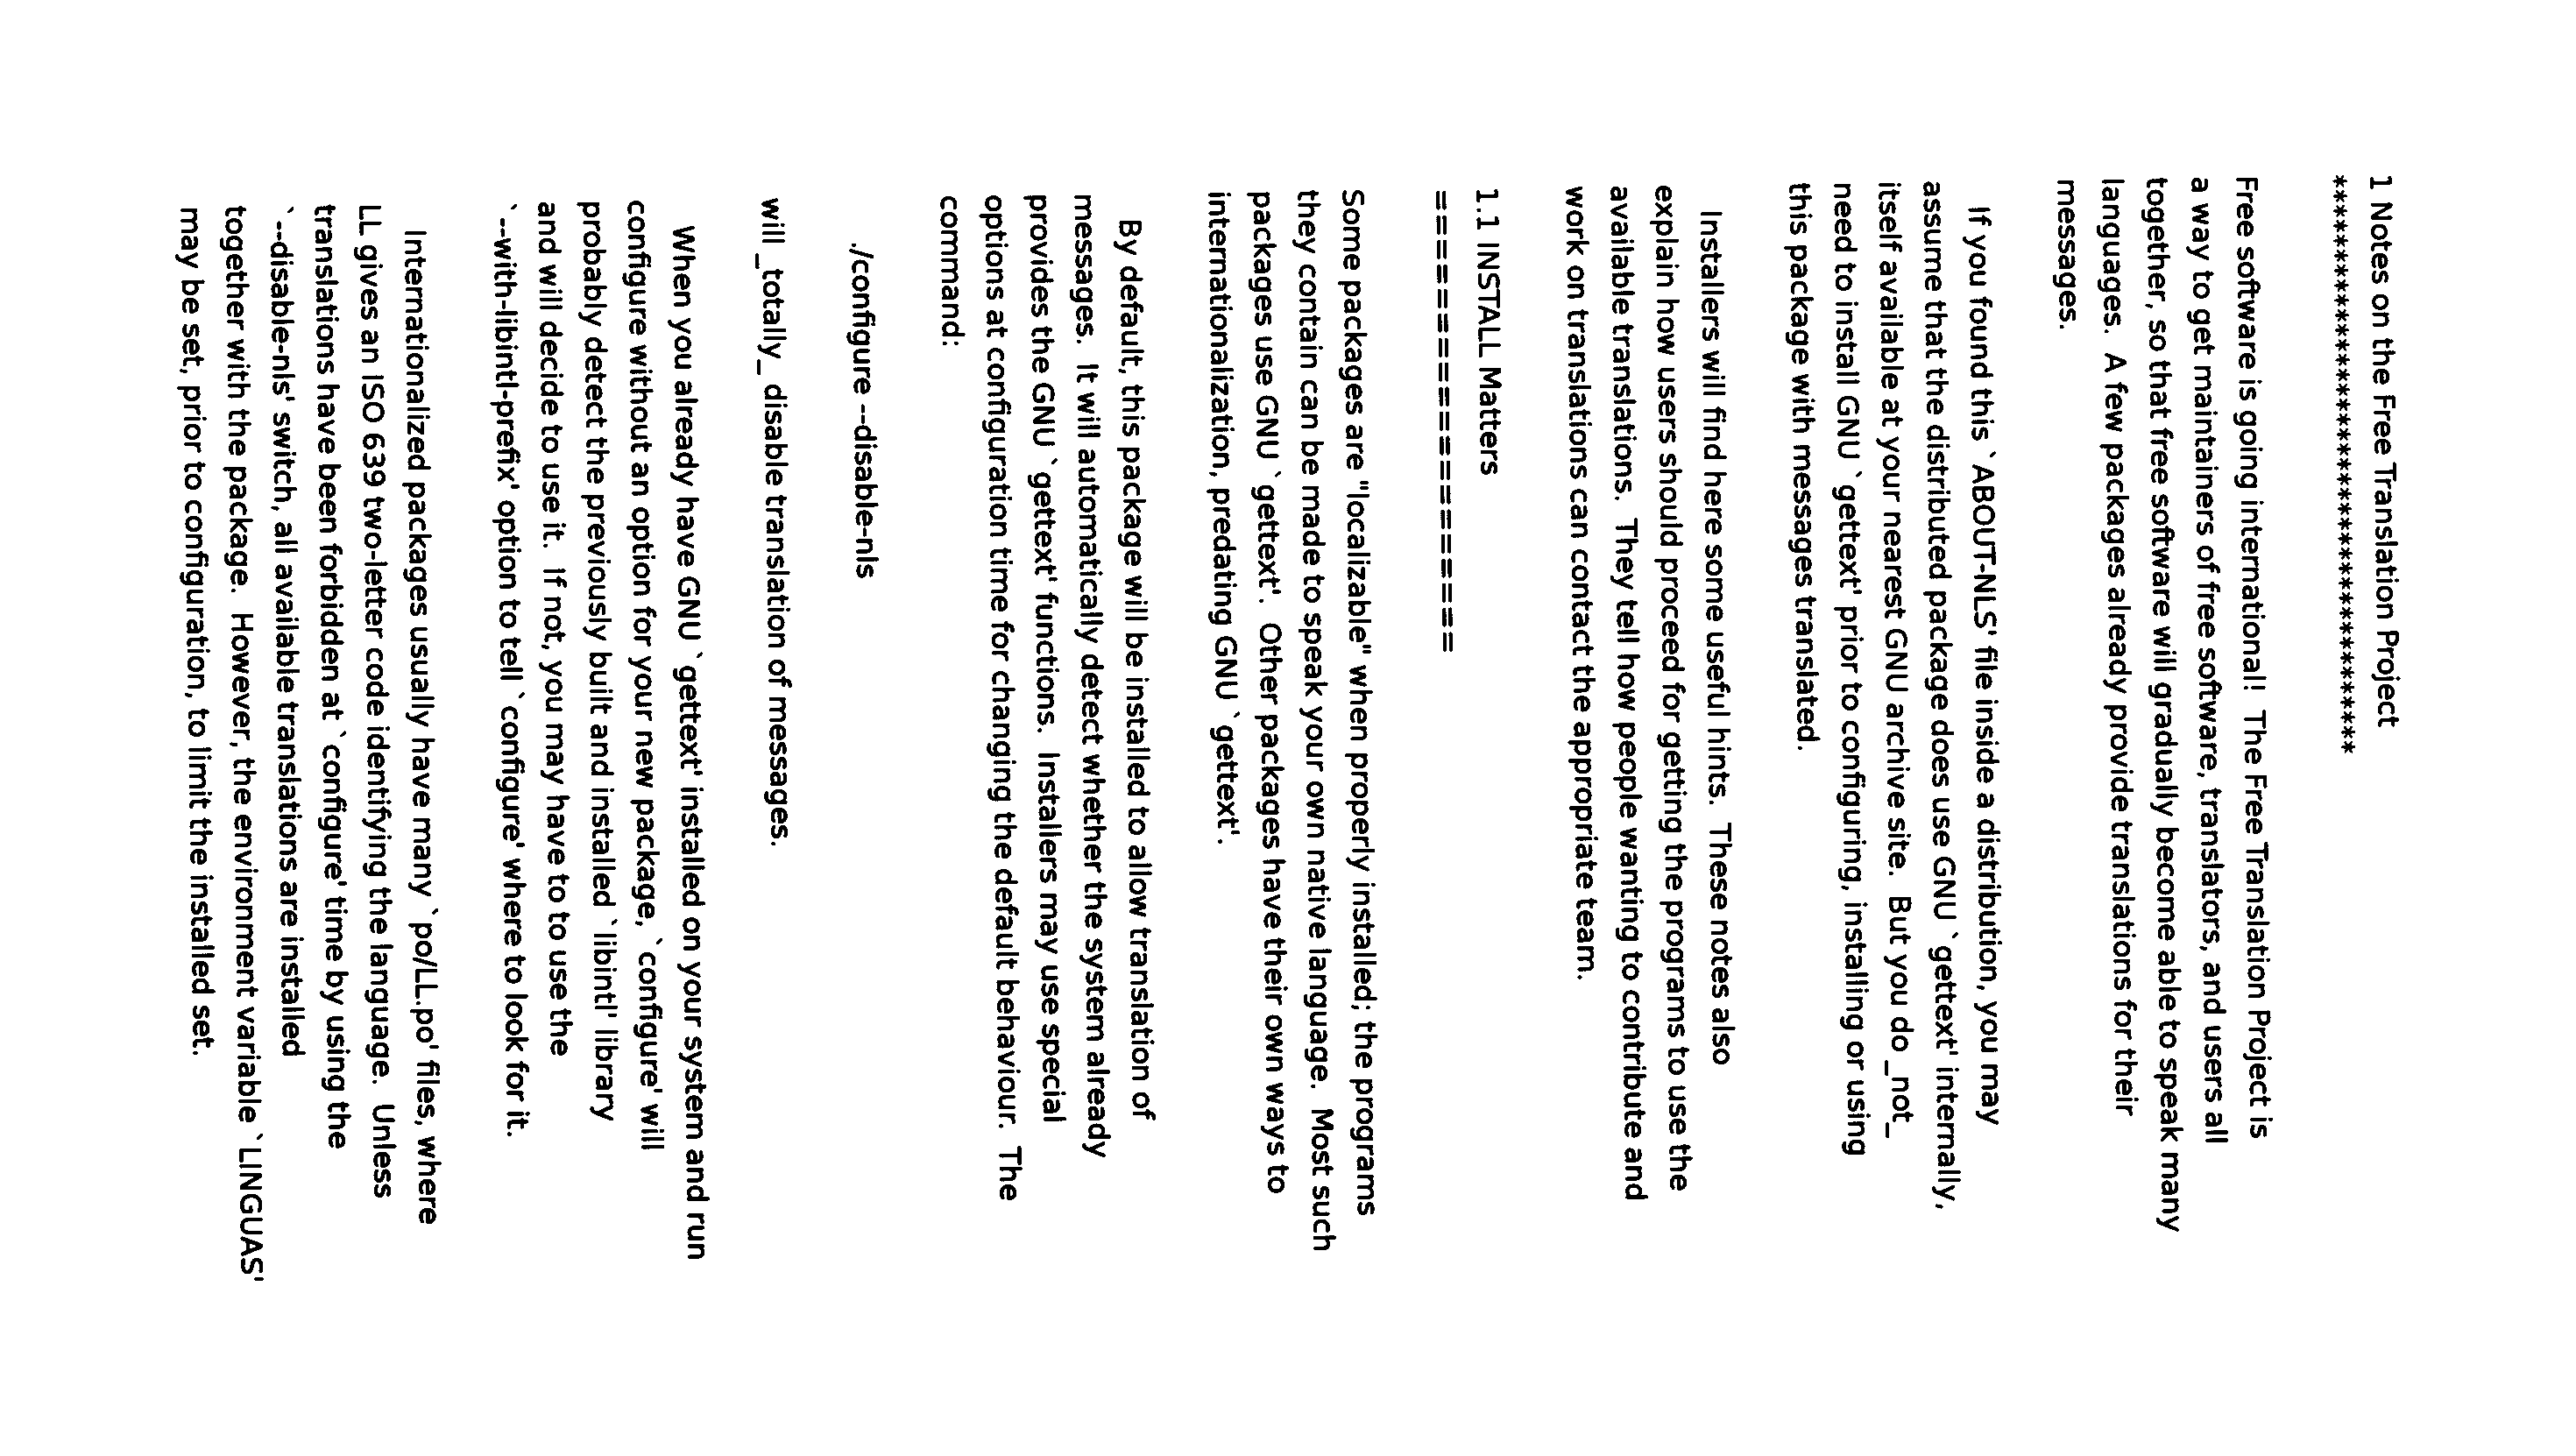 1 Notes on the Free Translation Project
***************************************
Free software is going international!  The Free Translation Project is
a way to get maintainers of free software, translators, and users all
together, so that free software will gradually become able to speak many
languages.  A few packages already provide translations for their
messages.
If you found this `ABOUT-NLS' file inside a distribution, you may
assume that the distributed package does use GNU `gettext' internally,
itself available at your nearest GNU archive site.  But you do _not_
need to install GNU `gettext' prior to configuring, installing or using
this package with messages translated.
Installers will find here some useful hints.  These notes also
explain how users should proceed for getting the programs to use the
available translations.  They tell how people wanting to contribute and
work on translations can contact the appropriate team.
1.1 INSTALL Matters
===================
Some packages are "localizable" when properly installed; the programs
they contain can be made to speak your own native language.  Most such
packages use GNU `gettext'.  Other packages have their own ways to
internationalization, predating GNU `gettext'.
By default, this package will be installed to allow translation of
messages.  It will automatically detect whether the system already
provides the GNU `gettext' functions.  Installers may use special
options at configuration time for changing the default behaviour.  The
command:
./configure --disable-nls
will _totally_ disable translation of messages.
When you already have GNU `gettext' installed on your system and run
configure without an option for your new package, `configure' will
probably detect the previously built and installed `libintl' library
and will decide to use it.  If not, you may have to to use the
`--with-libintl-prefix' option to tell `configure' where to look for it.
Internationalized packages usually have many `po/LL.po' files, where
LL gives an ISO 639 two-letter code identifying the language.  Unless
translations have been forbidden at `configure' time by using the
`--disable-nls' switch, all available translations are installed
together with the package.  However, the environment variable `LINGUAS'
may be set, prior to configuration, to limit the installed set.